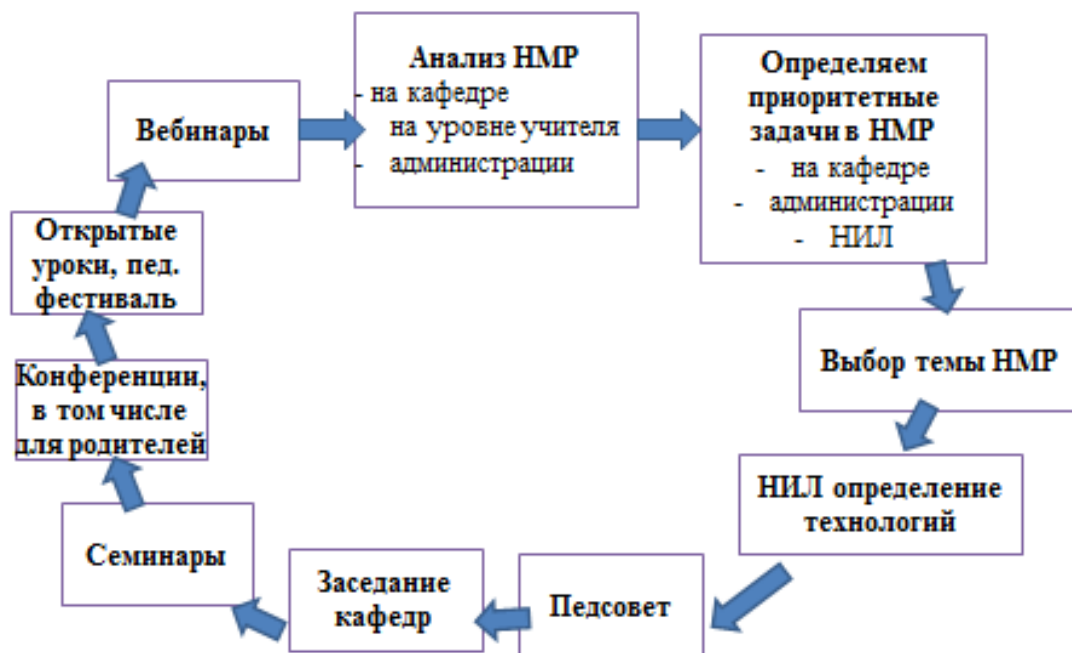 Анализ НМР
- на кафедре
на уровне учителя
- администрации
Определяем
приоритетные
задачи в НМР
- на кафедре
- администрации
- НИЛ
Выбор темы НМР
НИЛ определение
технологий
Педсовет
Заседание
кафедр
Семинары
Конференции,
в том числе
для родителей
Открытые
уроки, пед.
фестиваль
Вебинары